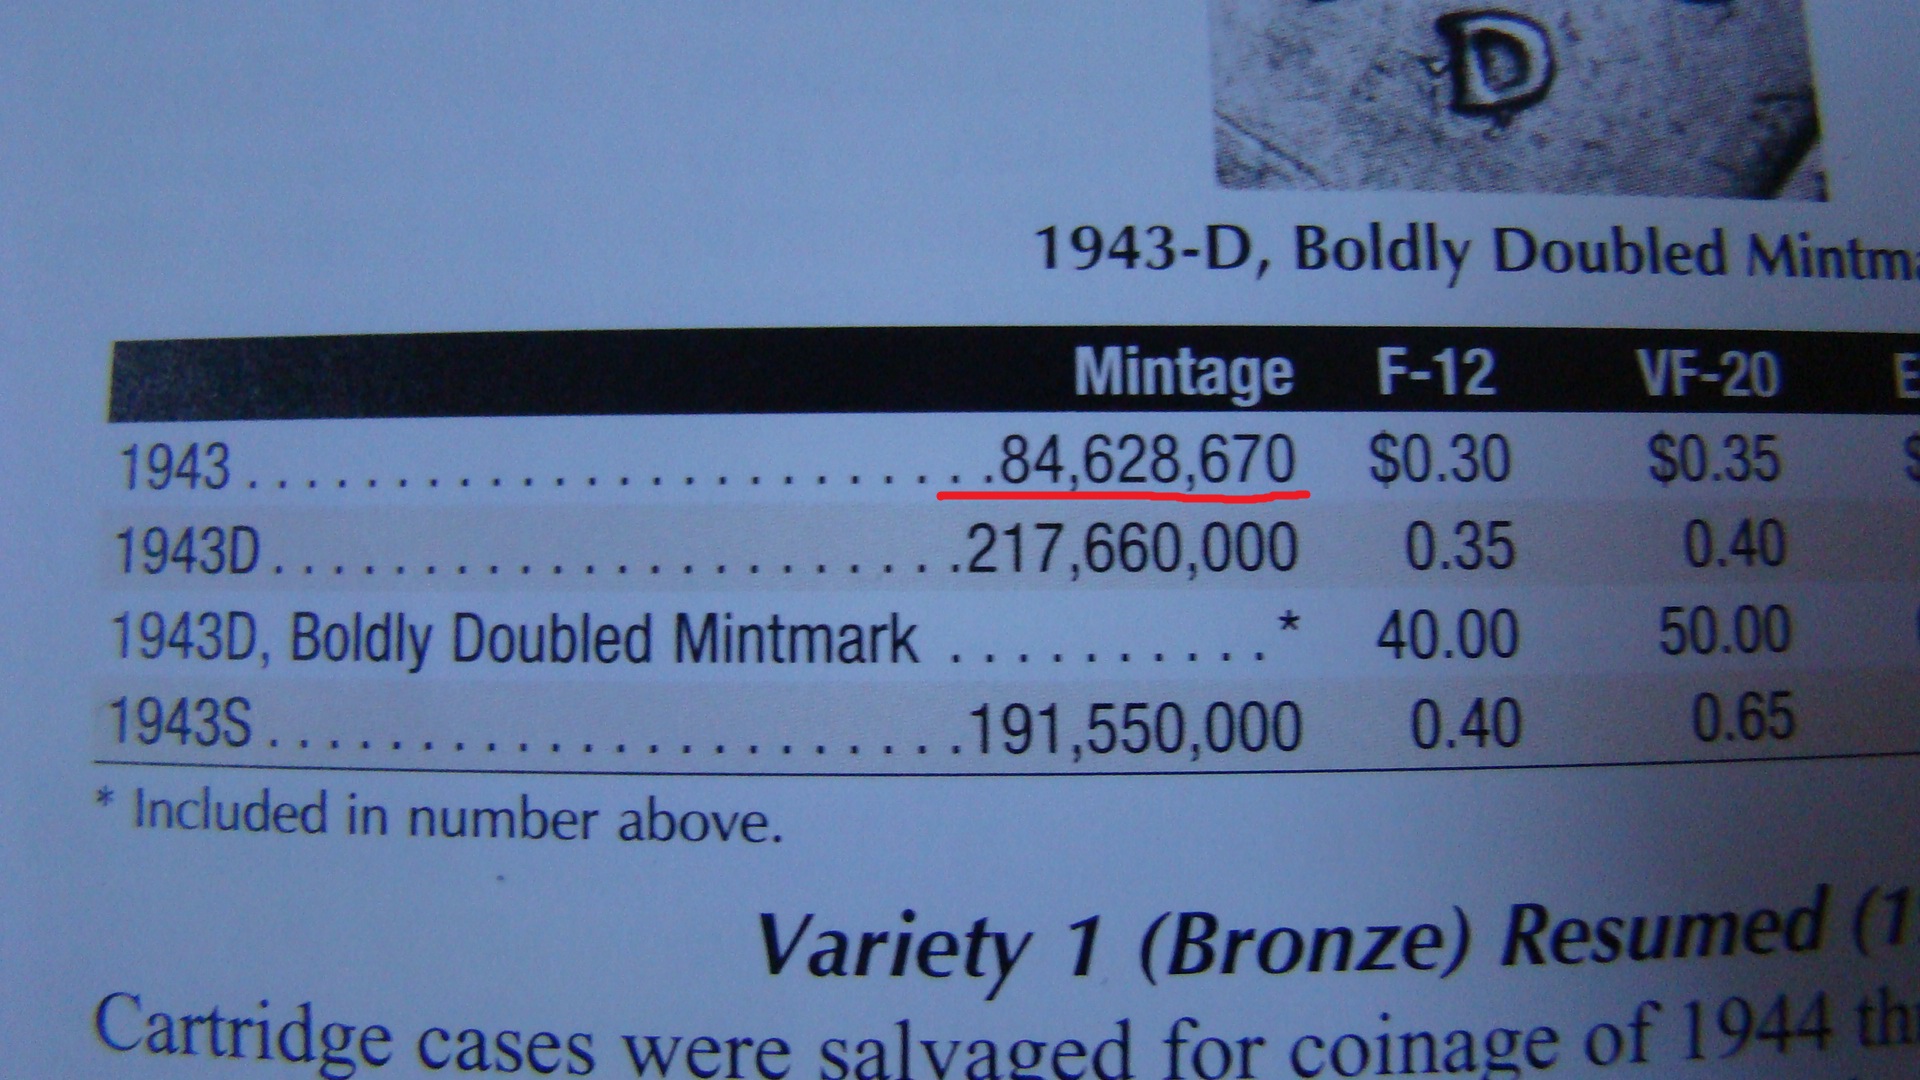 D
1943-D, Boldly Doubled
Mintage F-12 VF-20
1943 . . . . . . . . . . . . . . . . . . . . . . . . .84,628,670 $0.30 $0.35
1943D . . . . . . . . . . . . . . . . . . . . . . .217,660,000 0.35 0.40
1943D, Boldly Doubled Mintmark . . . . . . . . . . .* 40.00 50.00
1943S . . . . . . . . . . . . . . . . . . . . . . .191,550,000 0.40 0.65
* Included in number above.
Variety 1 (Bronze) Resumed (1
Cartridge cases were salvaged for coinage of 1944